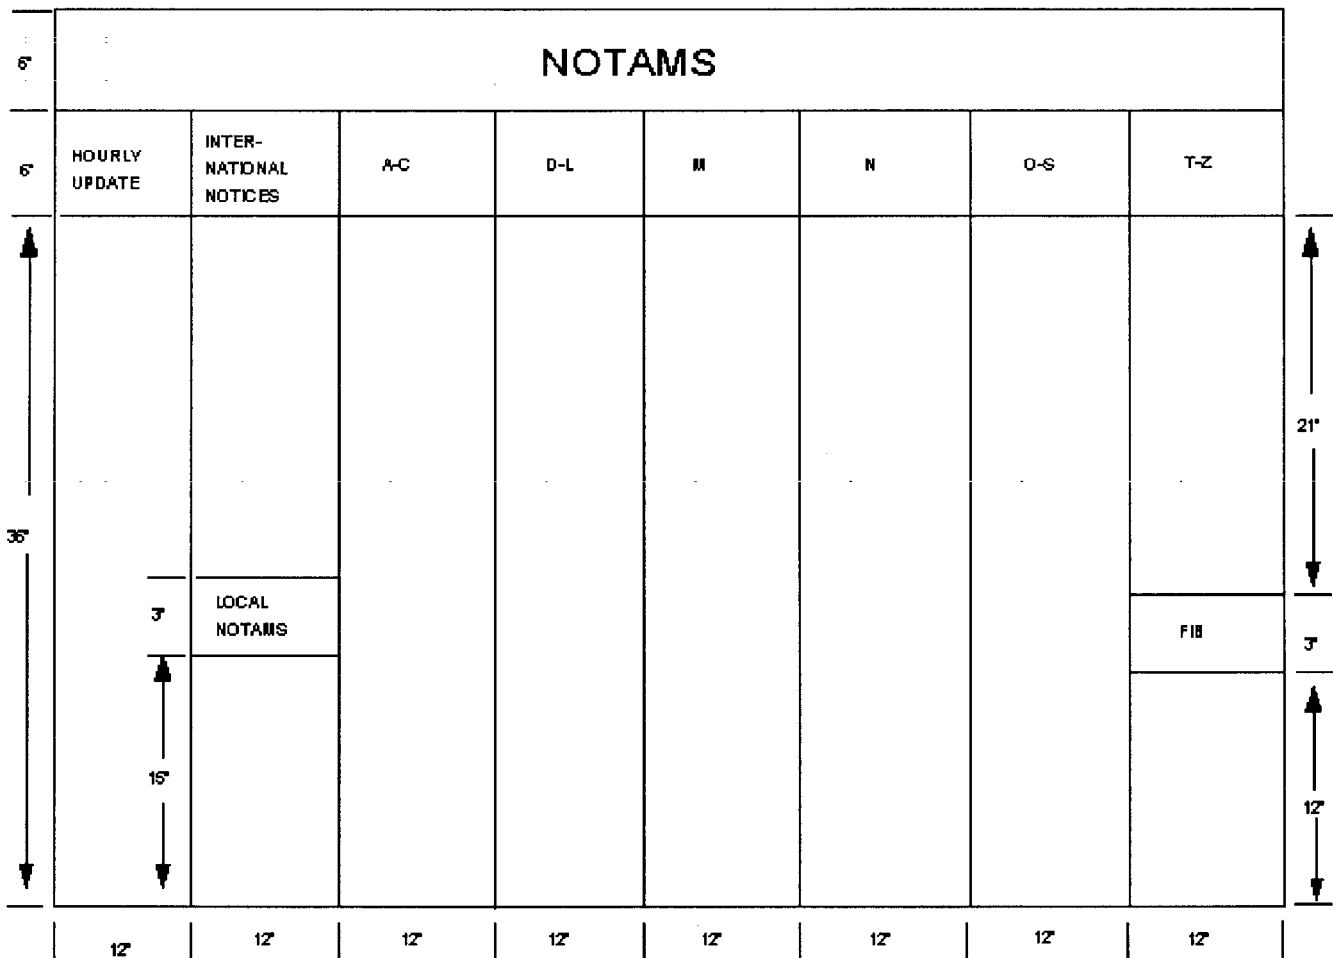 NOTAMS
6"
6"
HOURLY
UPDATE
INTER-
NATIONAL
NOTICES
A-C
D-L
M
N
O-S
T-Z
21"
36"
3"
LOCAL
NOTAMS
FIB
3"
15"
12"
12"
12"
12"
12"
12"
12"
12"
12"